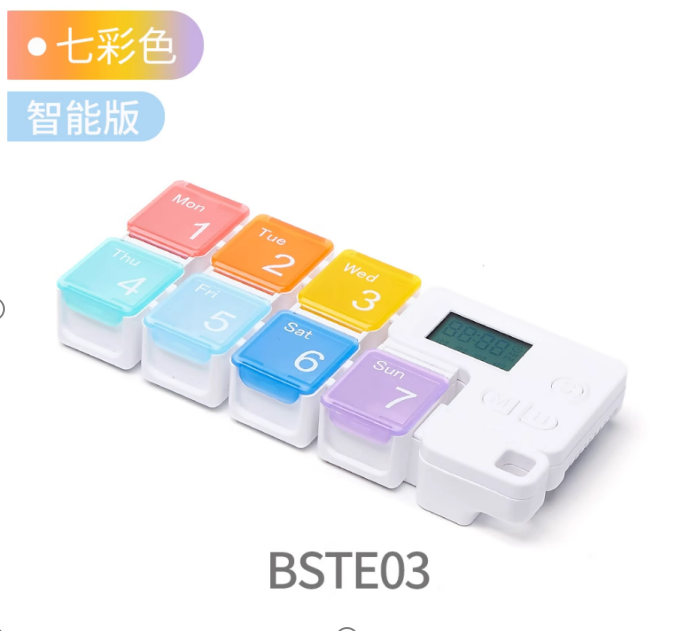 七彩色
智能版
Mon
1
Tue
2
Wed
3
Thu
4
Fri
5
Sat
6
Sun
7
BSTE03